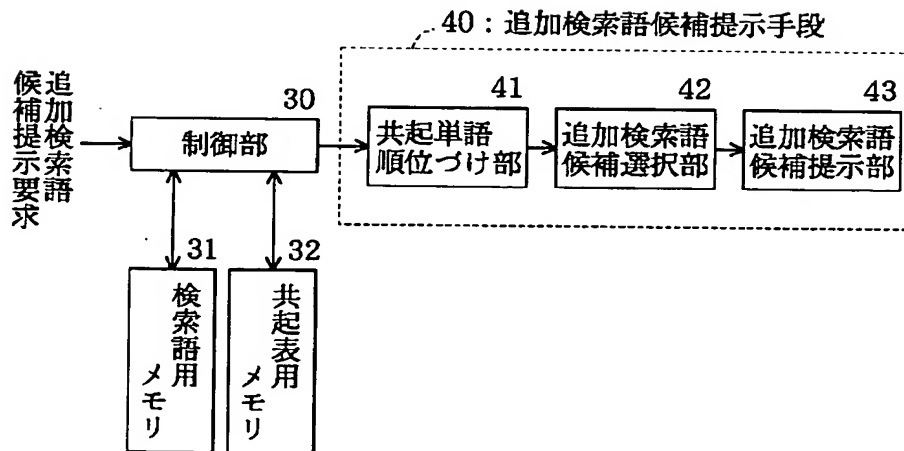 40：追加検索語候補提示手段
追加検索語
候補提示要求
30
制御部
41
共起単語
順位づけ部
42
追加検索語
候補選択部
43
追加検索語
候補提示部
31
検索語用
メモリ
32
共起表用
メモリ